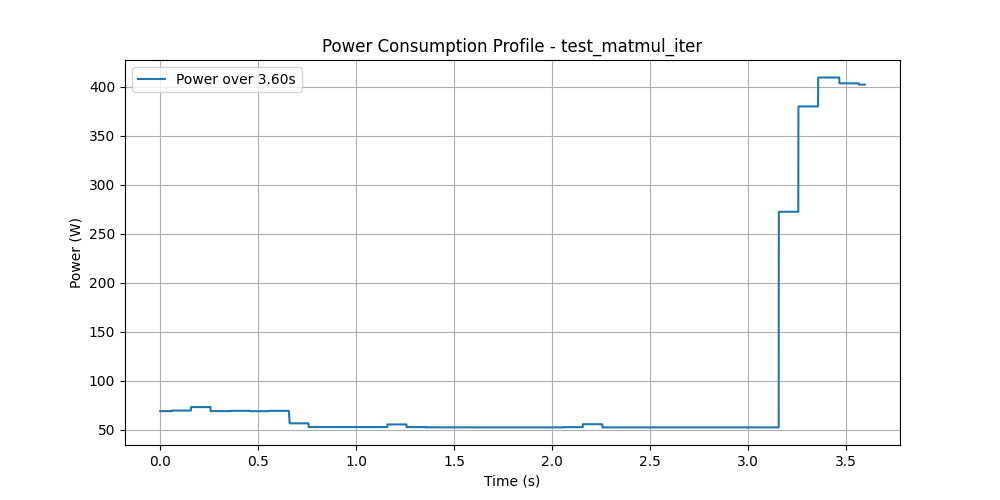 Power Consumption Profile - test_matmul_iter
Power over 3.60s
400
350
300
250
200
150
100
50
Power (W)
0.0 0.5 1.0 1.5 2.0 2.5 3.0 3.5
Time (s)